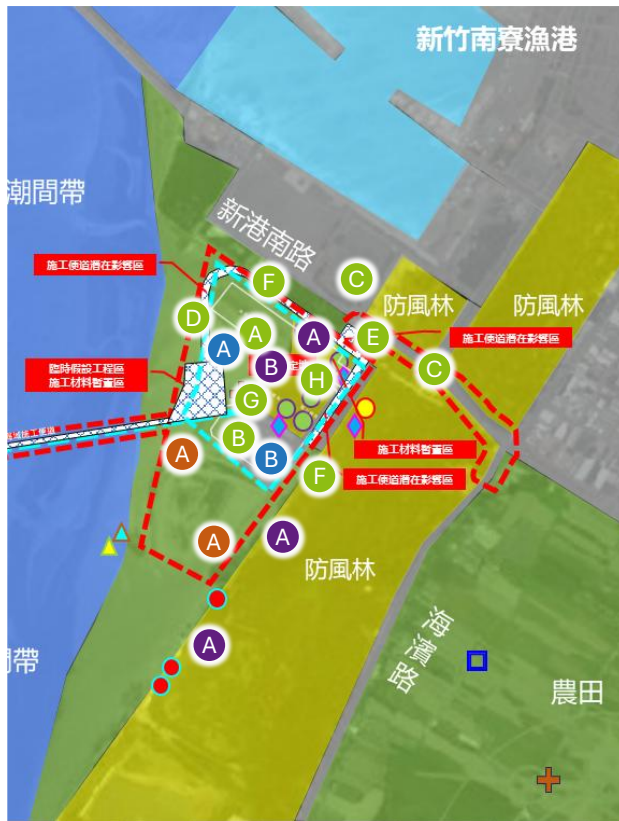 新竹南寮漁港
潮間帶
新港南路
施工便道潛在影響區
F
C
防風林
防風林
D
A
A
A
E
施工便道潛在影響區
B
C
臨時假設工程區
施工材料暫置區
H
G
B
施工材料暫置區
A
B
F
施工便道潛在影響區
A
A
防風林
A
海濱路
間帶
農田